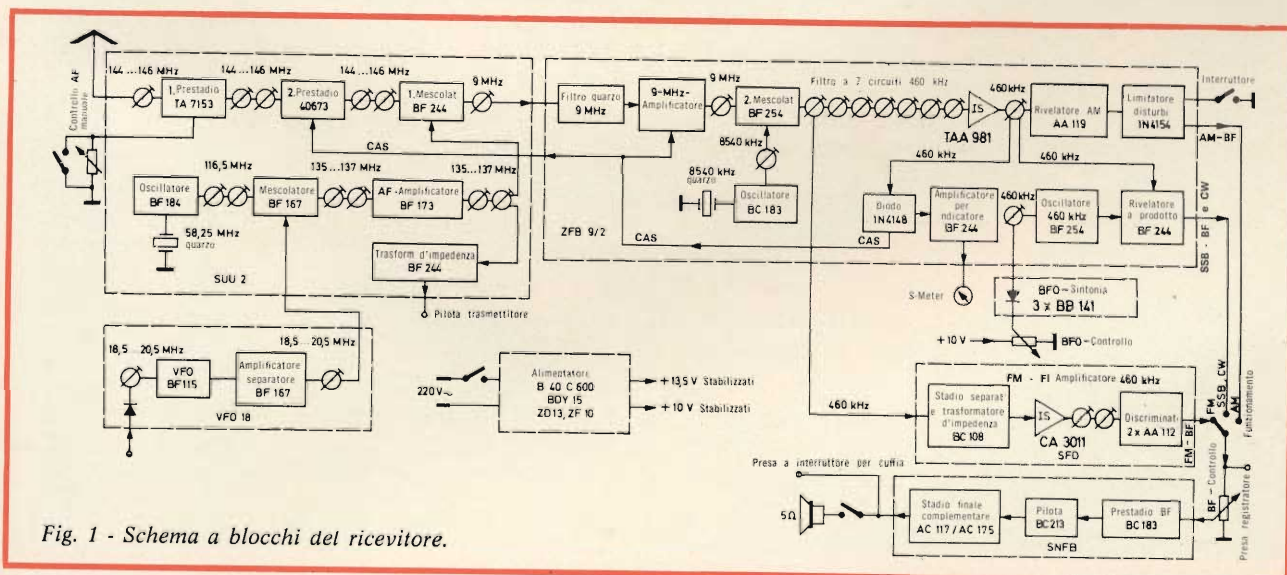 144...146 MHz
144...146 MHz
144...146 MHz
9 MHz
Controllo AF
manuale
1. Prestadio
TA 7153
2. Prestadio
40673
1. Mescolat
BF 244
CAS
116,5 MHz
135...137 MHz
135...137 MHz
Oscillatore
BF 184
Mescolatore
BF 167
AF-Amplificatore
BF 173
58,25 MHz
quarzo
SUU 2
Trasform d'impedenza
BF 244
Pilota trasmettitore
18,5...20,5 MHz
18,5...20,5 MHz
VFO
BF115
Amplificatore
separatore
BF 167
VFO 18
220V~
Alimentatore
B 40 C 600
BDY 15
ZD13, ZF 10
+13,5 V Stabilizzati
+10 V Stabilizzati
Filtro quarzo
9 MHz
9-MHz-
Amplificatore
9 MHz
2. Mescolat
BF 254
Filtro a 7 circuiti 460 kHz
IS
TAA 981
460kHz
Rivelatore AM
AA 119
Limitatore
disturbi
1N4154
Interruttore
AM-BF
8540 kHz
8540 kHz
quarzo
Oscillatore
BC 183
ZFB 9/2
CAS
460 kHz
460 kHz
Diodo
1N4148
Amplificatore
per
indicatore
BF 244
460kHz
Oscillatore
460 kHz
BF 254
Rivelatore
a prodotto
BF 244
SSB - BF e CW
S-Meter
BFO-Sintonia
3 x BB 141
+10 V
BFO-Controllo
FM - FI Amplificatore 460 kHz
460 kHz
Stadio separat
e trasformatore
d'impedenza
BC 108
IS
CA 3011
SFD
Discriminat
2x AA 112
FM-BF
FM
SSB, CW
AM
Funzionamento
Presa a interruttore per cuffia
5Ω
Stadio finale
complementare
AC 117 / AC 175
Pilota
BC213
Prestadio BF
BC 183
SNFB
BF - Controllo
Presa registratore
Fig. 1 - Schema a blocchi del ricevitore.